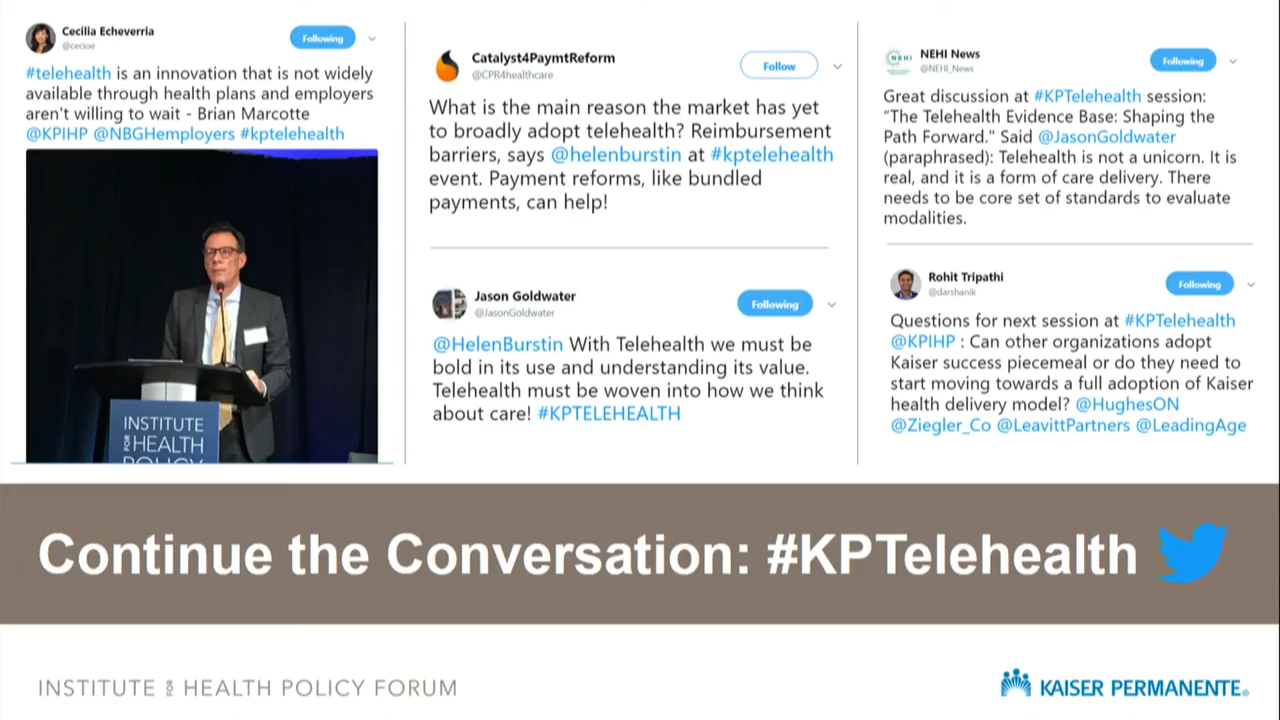 Cecilia Echeverria
@cecioe
Following
#telehealth is an innovation that is not widely
available through health plans and employers
aren't willing to wait - Brian Marcotte
@KPIHP @NBGHemployers #kptelehealth
INSTITUTE
FOR HEALTH
POLICY
Catalyst4PaymtReform
@CPR4healthcare
Follow
What is the main reason the market has yet
to broadly adopt telehealth? Reimbursement
barriers, says @helenburstin at #kptelehealth
event. Payment reforms, like bundled
payments, can help!
Jason Goldwater
@JasonGoldwater
Following
@HelenBurstin With Telehealth we must be
bold in its use and understanding its value.
Telehealth must be woven into how we think
about care! #KPTELEHEALTH
NEHI
NEHI News
@NEHI_News
Following
Great discussion at #KPTelehealth session:
“The Telehealth Evidence Base: Shaping the
Path Forward." Said @JasonGoldwater
(paraphrased): Telehealth is not a unicorn. It is
real, and it is a form of care delivery. There
needs to be core set of standards to evaluate
modalities.
Rohit Tripathi
@darshanik
Following
Questions for next session at #KPTelehealth
@KPIHP : Can other organizations adopt
Kaiser success piecemeal or do they need to
start moving towards a full adoption of Kaiser
health delivery model? @HughesON
@Ziegler_Co @LeavittPartners @LeadingAge
Continue the Conversation: #KPTelehealth
INSTITUTE FOR HEALTH POLICY FORUM
KAISER PERMANENTE®